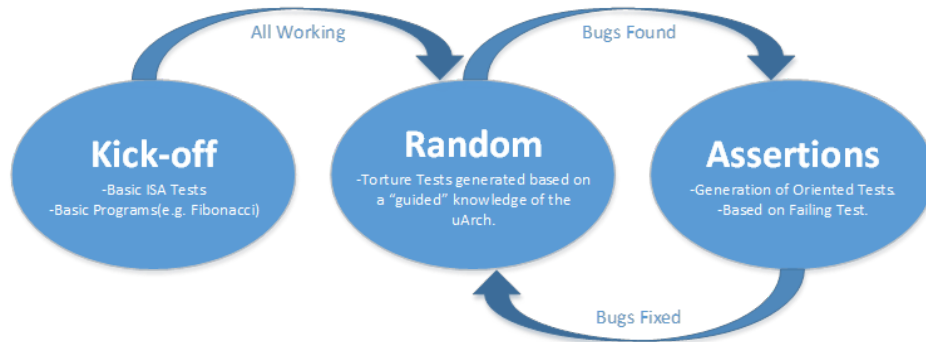 All Working
Bugs Found
Kick-off
-Basic ISA Tests
-Basic Programs(e.g. Fibonacci)
Random
-Torture Tests generated based on
a “guided” knowledge of the
uArch.
Assertions
-Generation of Oriented Tests.
-Based on Failing Test.
Bugs Fixed